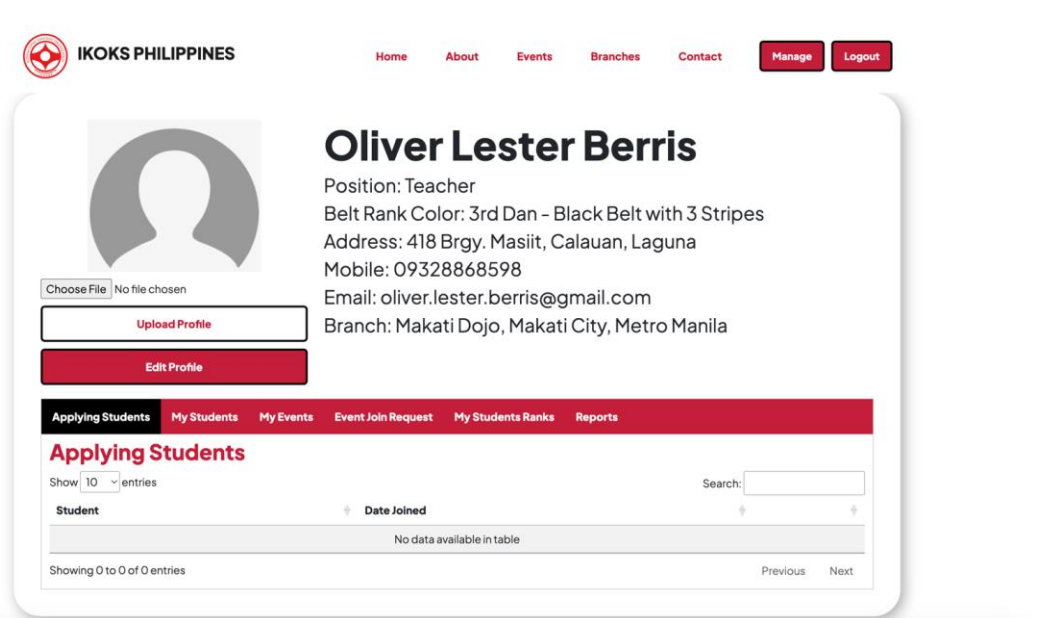 IKOKS PHILIPPINES
Home About Events Branches Contact Manage Logout
Oliver Lester Berris
Position: Teacher
Belt Rank Color: 3rd Dan - Black Belt with 3 Stripes
Address: 418 Brgy. Masiit, Calauan, Laguna
Mobile: 09328868598
Email: oliver.lester.berris@gmail.com
Branch: Makati Dojo, Makati City, Metro Manila
Choose File No file chosen
Upload Profile
Edit Profile
Applying Students My Students My Events Event Join Request My Students Ranks Reports
Applying Students
Show 10 entries Search:
Student Date Joined
No data available in table
Showing 0 to 0 of 0 entries Previous Next